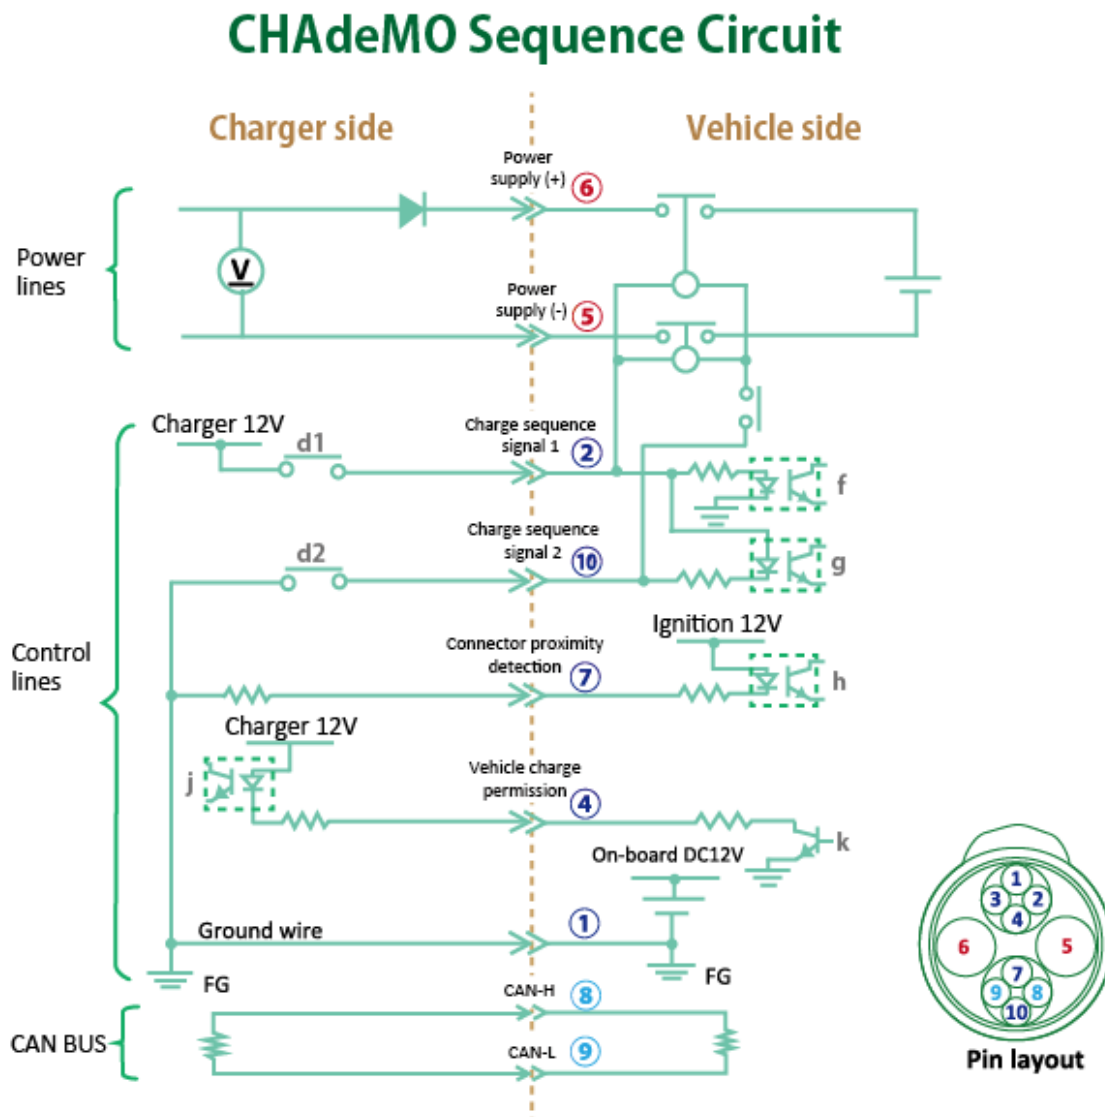 CHAdeMO Sequence Circuit
Charger side
Vehicle side
Power
supply (+)
6
Power
lines
V
Power
supply (-)
5
Charger 12V
d1
Charge sequence
signal 1
2
f
Charge sequence
signal 2
10
d2
g
Control
lines
Connector proximity
detection
7
Ignition 12V
h
Charger 12V
j
Vehicle charge
permission
4
k
On-board DC12V
Ground wire
1
FG
FG
CAN BUS
CAN-H
8
CAN-L
9
1
3
2
4
6
5
7
9
8
10
Pin layout